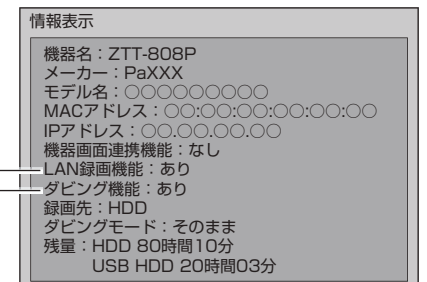 情報表示
機器名：ZTT-808P
メーカー：PaXXX
モデル名：○○○○○○○○○
MACアドレス：○○:○○:○○:○○:○○:○○
IPアドレス：○○.○○.○○.○○
機器画面連携機能：なし
LAN録画機能：あり
ダビング機能：あり
録画先：HDD
ダビングモード：そのまま
残量：HDD 80時間10分
USB HDD 20時間03分